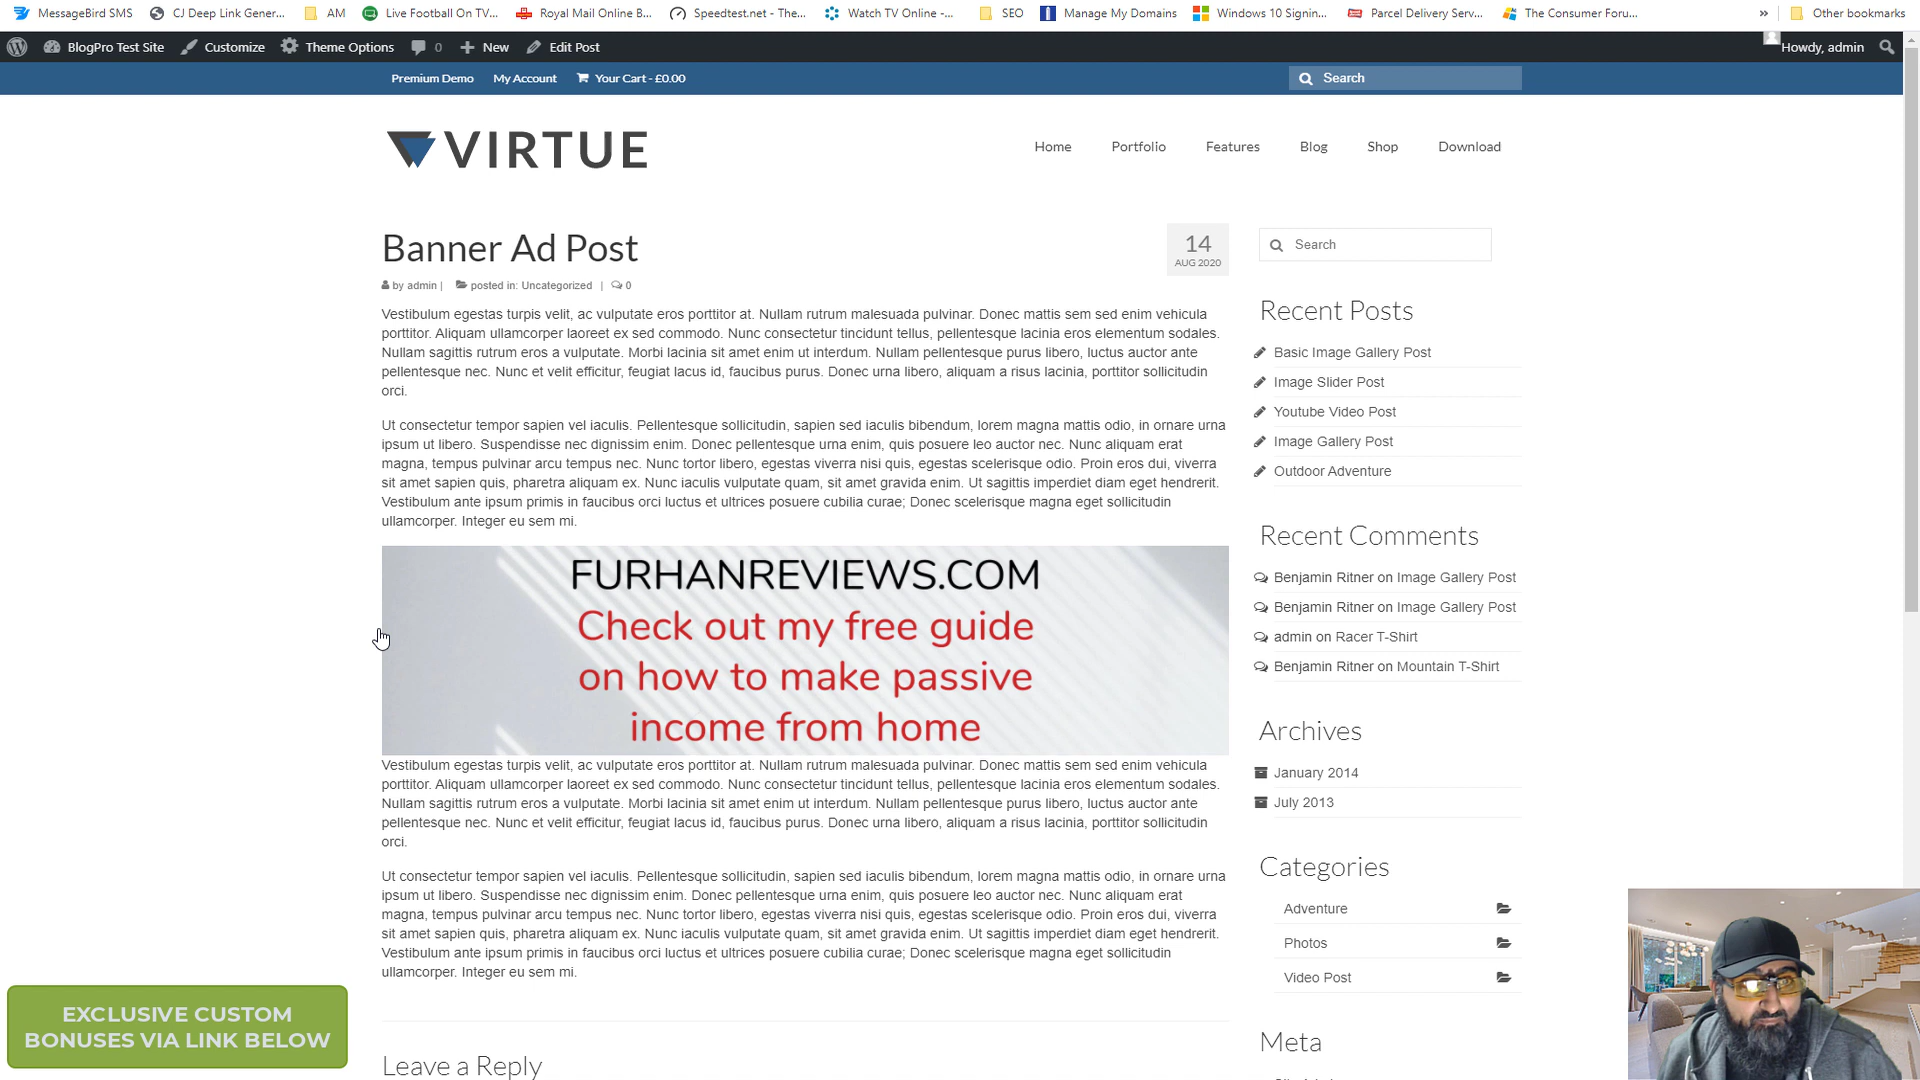 MessageBird SMS CJ Deep Link Gener... AM Live Football On TV... Royal Mail Online B... Speedtest.net - The... Watch TV Online -... SEO Manage My Domains Windows 10 Signin... Parcel Delivery Serv... The Consumer Foru... » Other bookmarks
BlogPro Test Site Customize Theme Options 0 New Edit Post Howdy, admin
Premium Demo My Account Your Cart - £0.00 Search
VIRTUE
Home Portfolio Features Blog Shop Download
Banner Ad Post
14
AUG 2020
by admin | posted in: Uncategorized | 0
Vestibulum egestas turpis velit, ac vulputate eros porttitor at. Nullam rutrum malesuada pulvinar. Donec mattis sem sed enim vehicula
porttitor. Aliquam ullamcorper laoreet ex sed commodo. Nunc consectetur tincidunt tellus, pellentesque lacinia eros elementum sodales.
Nullam sagittis rutrum eros a vulputate. Morbi lacinia sit amet enim ut interdum. Nullam pellentesque purus libero, luctus auctor ante
pellentesque nec. Nunc et velit efficitur, feugiat lacus id, faucibus purus. Donec urna libero, aliquam a risus lacinia, porttitor sollicitudin
orci.
Ut consectetur tempor sapien vel iaculis. Pellentesque sollicitudin, sapien sed iaculis bibendum, lorem magna mattis odio, in ornare urna
ipsum ut libero. Suspendisse nec dignissim enim. Donec pellentesque urna enim, quis posuere leo auctor nec. Nunc aliquam erat
magna, tempus pulvinar arcu tempus nec. Nunc tortor libero, egestas viverra nisi quis, egestas scelerisque odio. Proin eros dui, viverra
sit amet sapien quis, pharetra aliquam ex. Nunc iaculis vulputate quam, sit amet gravida enim. Ut sagittis imperdiet diam eget hendrerit.
Vestibulum ante ipsum primis in faucibus orci luctus et ultrices posuere cubilia curae; Donec scelerisque magna eget sollicitudin
ullamcorper. Integer eu sem mi.
FURHANREVIEWS.COM
Check out my free guide
on how to make passive
income from home
Vestibulum egestas turpis velit, ac vulputate eros porttitor at. Nullam rutrum malesuada pulvinar. Donec mattis sem sed enim vehicula
porttitor. Aliquam ullamcorper laoreet ex sed commodo. Nunc consectetur tincidunt tellus, pellentesque lacinia eros elementum sodales.
Nullam sagittis rutrum eros a vulputate. Morbi lacinia sit amet enim ut interdum. Nullam pellentesque purus libero, luctus auctor ante
pellentesque nec. Nunc et velit efficitur, feugiat lacus id, faucibus purus. Donec urna libero, aliquam a risus lacinia, porttitor sollicitudin
orci.
Ut consectetur tempor sapien vel iaculis. Pellentesque sollicitudin, sapien sed iaculis bibendum, lorem magna mattis odio, in ornare urna
ipsum ut libero. Suspendisse nec dignissim enim. Donec pellentesque urna enim, quis posuere leo auctor nec. Nunc aliquam erat
magna, tempus pulvinar arcu tempus nec. Nunc tortor libero, egestas viverra nisi quis, egestas scelerisque odio. Proin eros dui, viverra
sit amet sapien quis, pharetra aliquam ex. Nunc iaculis vulputate quam, sit amet gravida enim. Ut sagittis imperdiet diam eget hendrerit.
Vestibulum ante ipsum primis in faucibus orci luctus et ultrices posuere cubilia curae; Donec scelerisque magna eget sollicitudin
ullamcorper. Integer eu sem mi.
Leave a Reply
Search
Recent Posts
Basic Image Gallery Post
Image Slider Post
Youtube Video Post
Image Gallery Post
Outdoor Adventure
Recent Comments
Benjamin Ritner on Image Gallery Post
Benjamin Ritner on Image Gallery Post
admin on Racer T-Shirt
Benjamin Ritner on Mountain T-Shirt
Archives
January 2014
July 2013
Categories
Adventure
Photos
Video Post
Meta
EXCLUSIVE CUSTOM
BONUSES VIA LINK BELOW